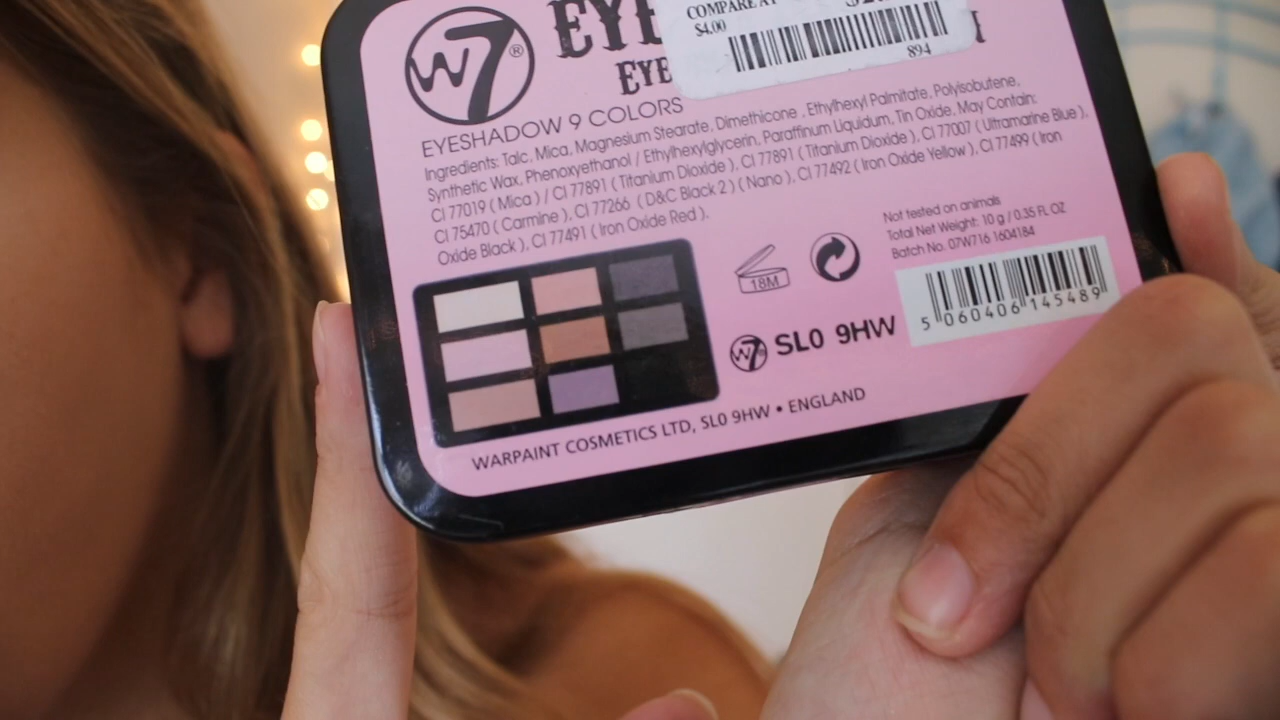 W7®
EYE
COMPARE AT
$4.00
894
EYE
EYESHADOW 9 COLORS
Ingredients: Talc, Mica, Magnesium Stearate, Dimethicone , Ethylhexyl Palmitate, Polyisobutene,
Synthetic Wax, Phenoxyethanol / Ethylhexylglycerin, Paraffinum Liquidum, Tin Oxide, May Contain:
CI 77019 ( Mica ) / CI 77891 ( Titanium Dioxide ), CI 77891 ( Titanium Dioxide ), CI 77007 ( Ultramarine Blue ),
CI 75470 ( Carmine ), CI 77266 ( D&C Black 2 ) ( Nano ), CI 77492 ( Iron Oxide Yellow ), CI 77499 ( Iron
Oxide Black ), CI 77491 ( Iron Oxide Red ).
Not tested on animals
Total Net Weight: 10 g / 0.35 FL OZ
Batch No. 07W716 1604184
18M
5 060406 145489
W7® SL0 9HW
WARPAINT COSMETICS LTD, SL0 9HW • ENGLAND